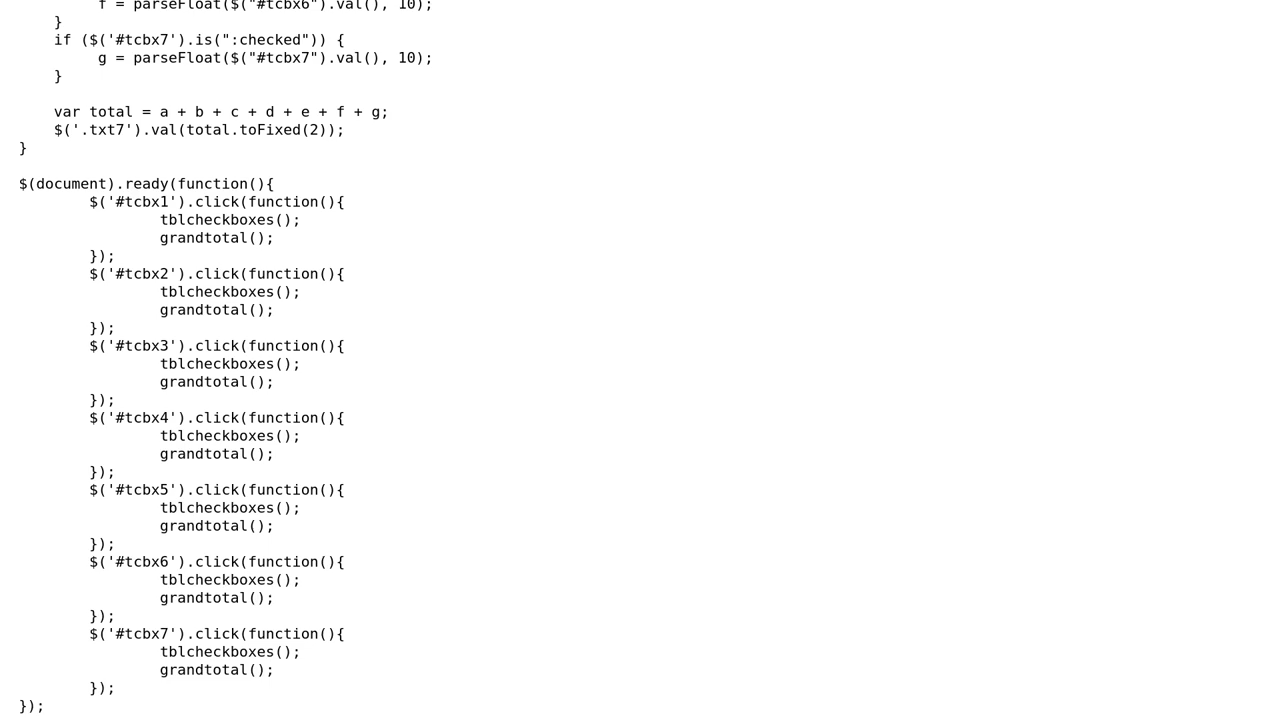 f = parseFloat($("#tcbx6").val(), 10);
}
if ($('#tcbx7').is(":checked")) {
g = parseFloat($("#tcbx7").val(), 10);
}
var total = a + b + c + d + e + f + g;
$('.txt7').val(total.toFixed(2));
}
$(document).ready(function(){
$('#tcbx1').click(function(){
tblcheckboxes();
grandtotal();
});
$('#tcbx2').click(function(){
tblcheckboxes();
grandtotal();
});
$('#tcbx3').click(function(){
tblcheckboxes();
grandtotal();
});
$('#tcbx4').click(function(){
tblcheckboxes();
grandtotal();
});
$('#tcbx5').click(function(){
tblcheckboxes();
grandtotal();
});
$('#tcbx6').click(function(){
tblcheckboxes();
grandtotal();
});
$('#tcbx7').click(function(){
tblcheckboxes();
grandtotal();
});
});